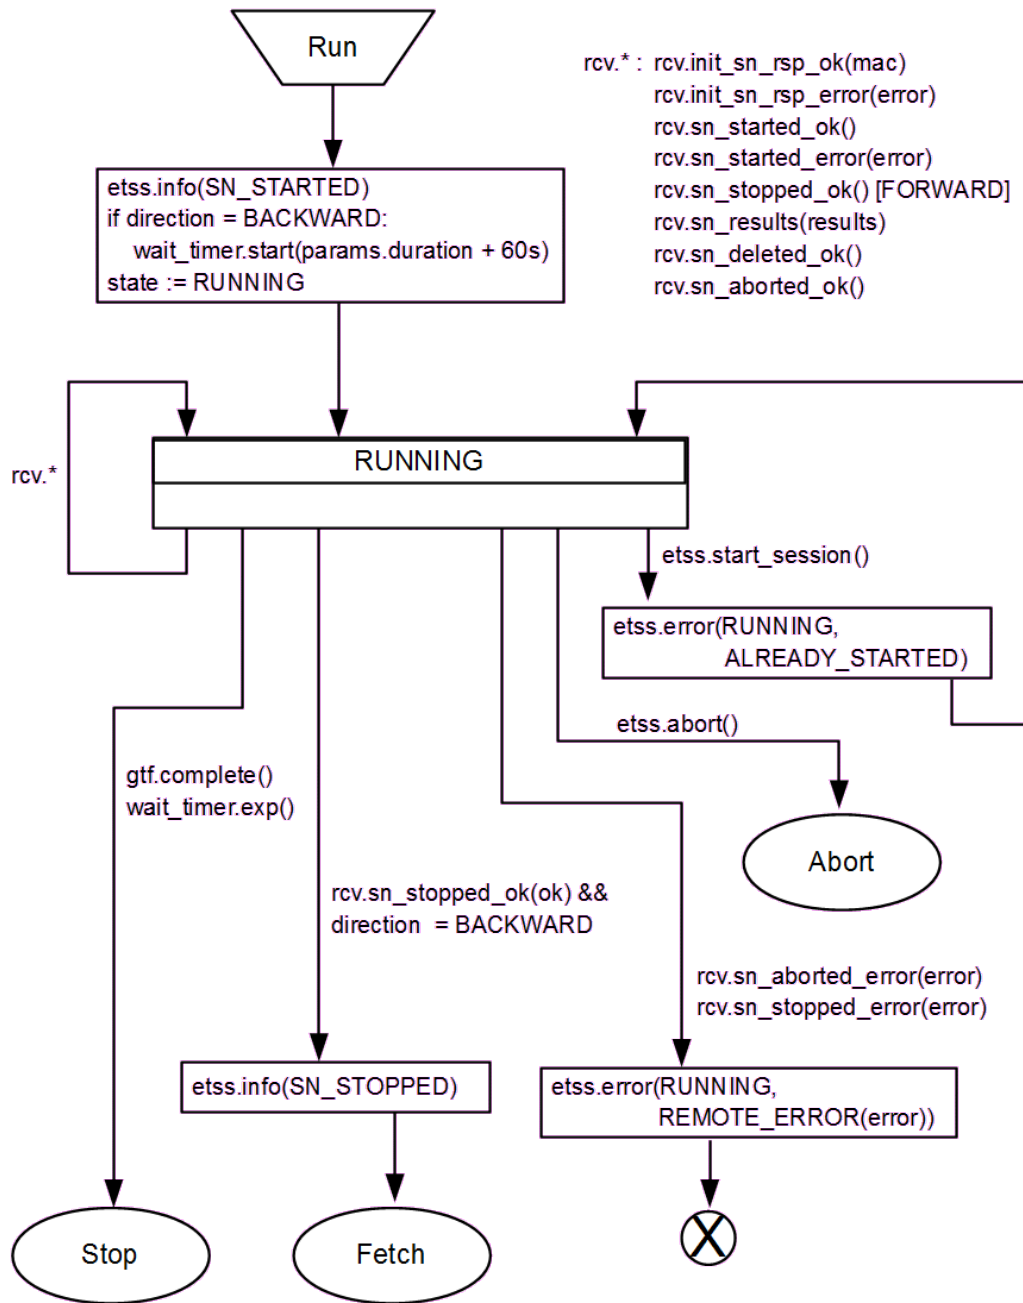 Run
rcv.* : rcv.init_sn_rsp_ok(mac)
rcv.init_sn_rsp_error(error)
rcv.sn_started_ok()
rcv.sn_started_error(error)
rcv.sn_stopped_ok() [FORWARD]
rcv.sn_results(results)
rcv.sn_deleted_ok()
rcv.sn_aborted_ok()
etss.info(SN_STARTED)
if direction = BACKWARD:
wait_timer.start(params.duration + 60s)
state := RUNNING
rcv.*
RUNNING
etss.start_session()
etss.error(RUNNING,
ALREADY_STARTED)
etss.abort()
Abort
gtf.complete()
wait_timer.exp()
rcv.sn_stopped_ok(ok) &&
direction = BACKWARD
rcv.sn_aborted_error(error)
rcv.sn_stopped_error(error)
etss.info(SN_STOPPED)
etss.error(RUNNING,
REMOTE_ERROR(error))
Stop
Fetch
X